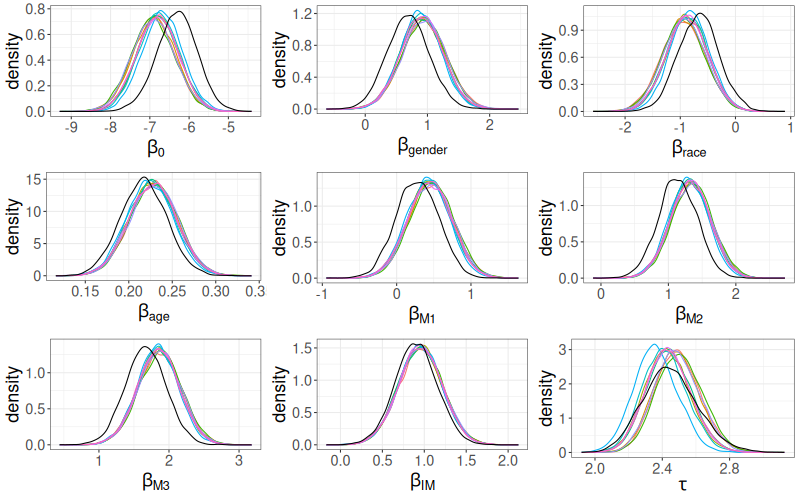 density 0.0 0.2 0.4 0.6 0.8
-9 -8 -7 -6 -5
β0
density 0.0 0.4 0.8 1.2
0 1 2
βgender
density 0.0 0.3 0.6 0.9
-2 -1 0 1
βrace
density 0 5 10 15
0.15 0.20 0.25 0.30 0.3
βage
density 0.0 0.5 1.0
-1 0 1
βM1
density 0.0 0.5 1.0
0 1 2
βM2
density 0.0 0.5 1.0
1 2 3
βM3
density 0.0 0.5 1.0 1.5
0.0 0.5 1.0 1.5 2.0
βIM
density 0 1 2 3
2.0 2.4 2.8
τ